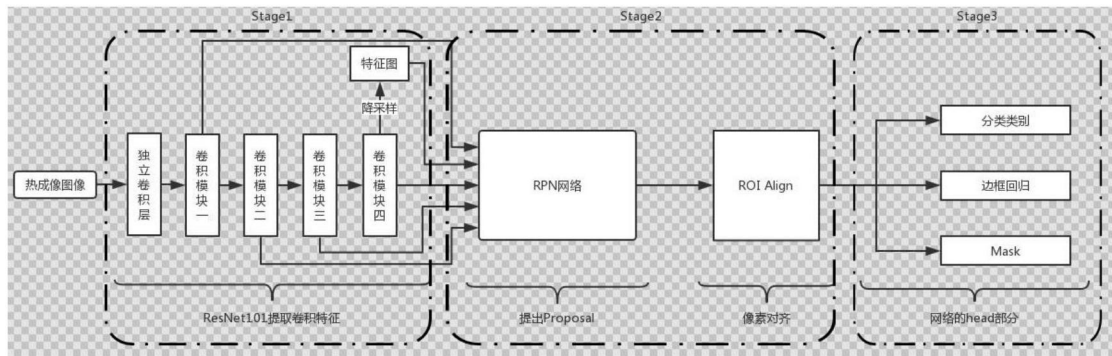 Stage1
Stage2
Stage3
特征图
降采样
热成像图像
独立卷积层
卷积模块一
卷积模块二
卷积模块三
卷积模块四
RPN网络
ROI Align
分类类别
边框回归
Mask
ResNet101提取卷积特征
提出Proposal
像素对齐
网络的head部分